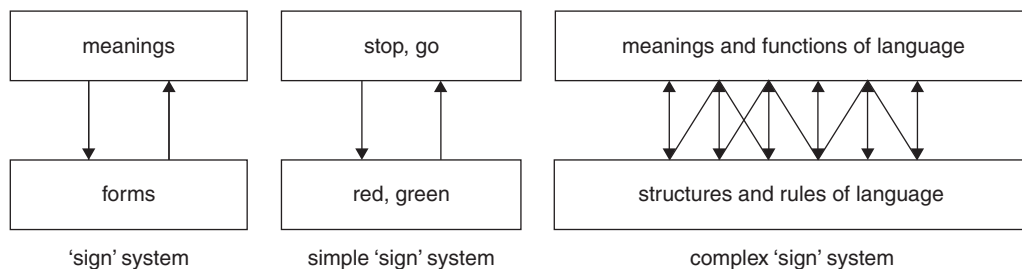 meanings
stop, go
meanings and functions of language
forms
red, green
structures and rules of language
‘sign’ system
simple ‘sign’ system
complex ‘sign’ system